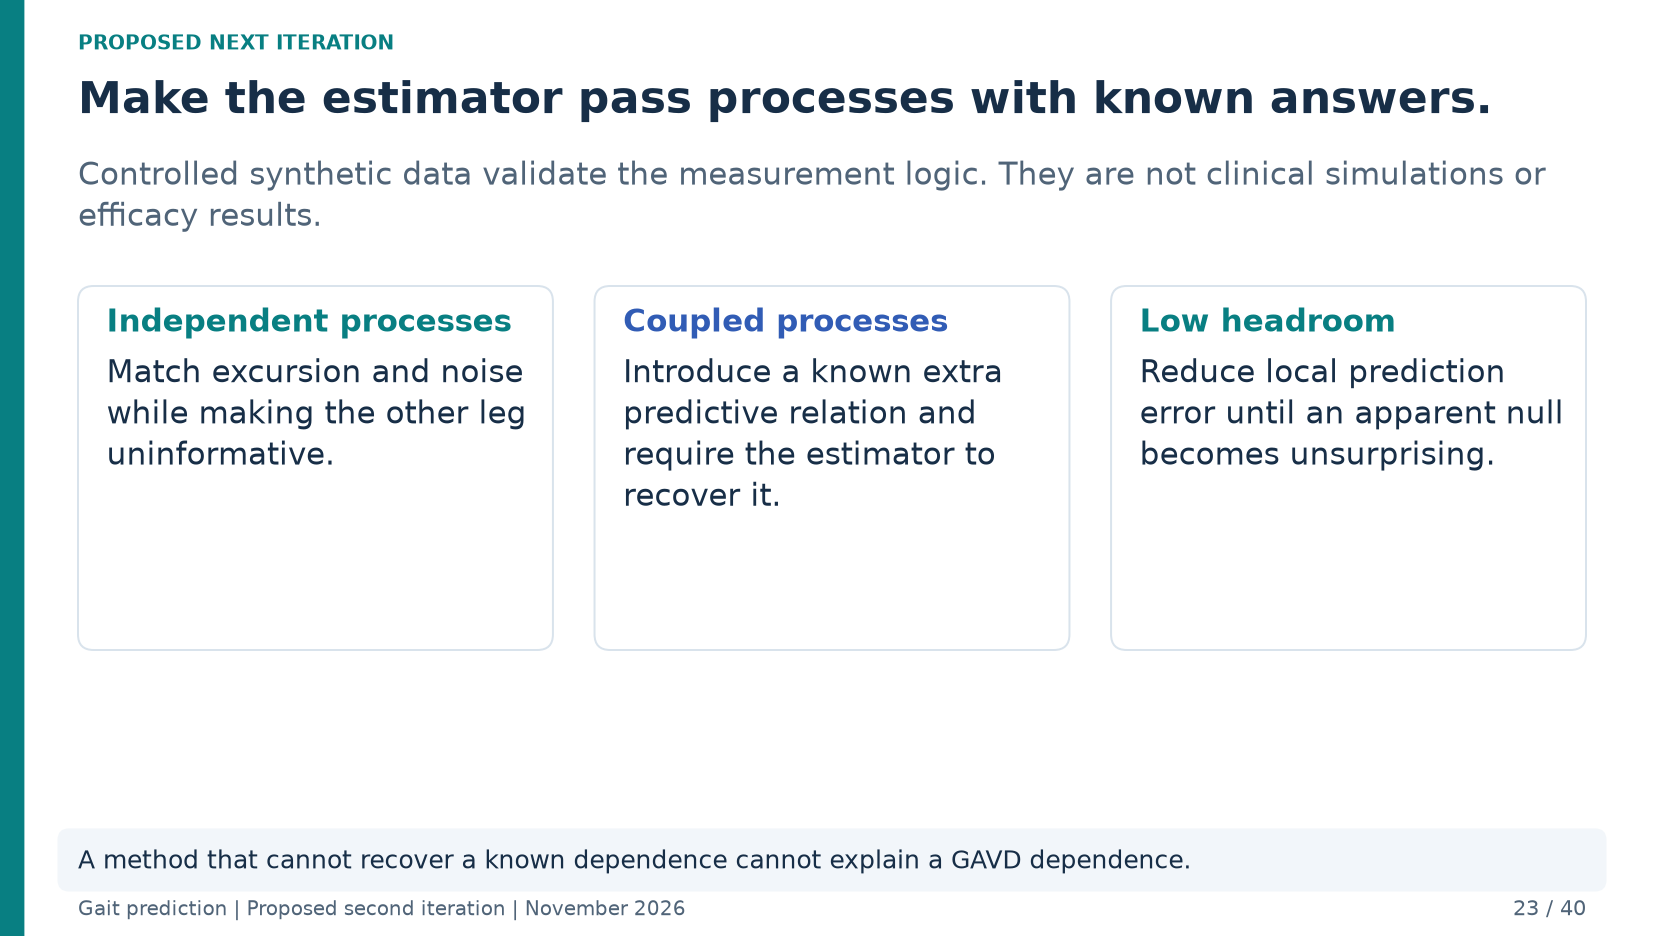 PROPOSED NEXT ITERATION
Make the estimator pass processes with known answers.
Controlled synthetic data validate the measurement logic. They are not clinical simulations or
efficacy results.
Independent processes
Match excursion and noise
while making the other leg
uninformative.
Coupled processes
Introduce a known extra
predictive relation and
require the estimator to
recover it.
Low headroom
Reduce local prediction
error until an apparent null
becomes unsurprising.
A method that cannot recover a known dependence cannot explain a GAVD dependence.
Gait prediction | Proposed second iteration | November 2026
23 / 40